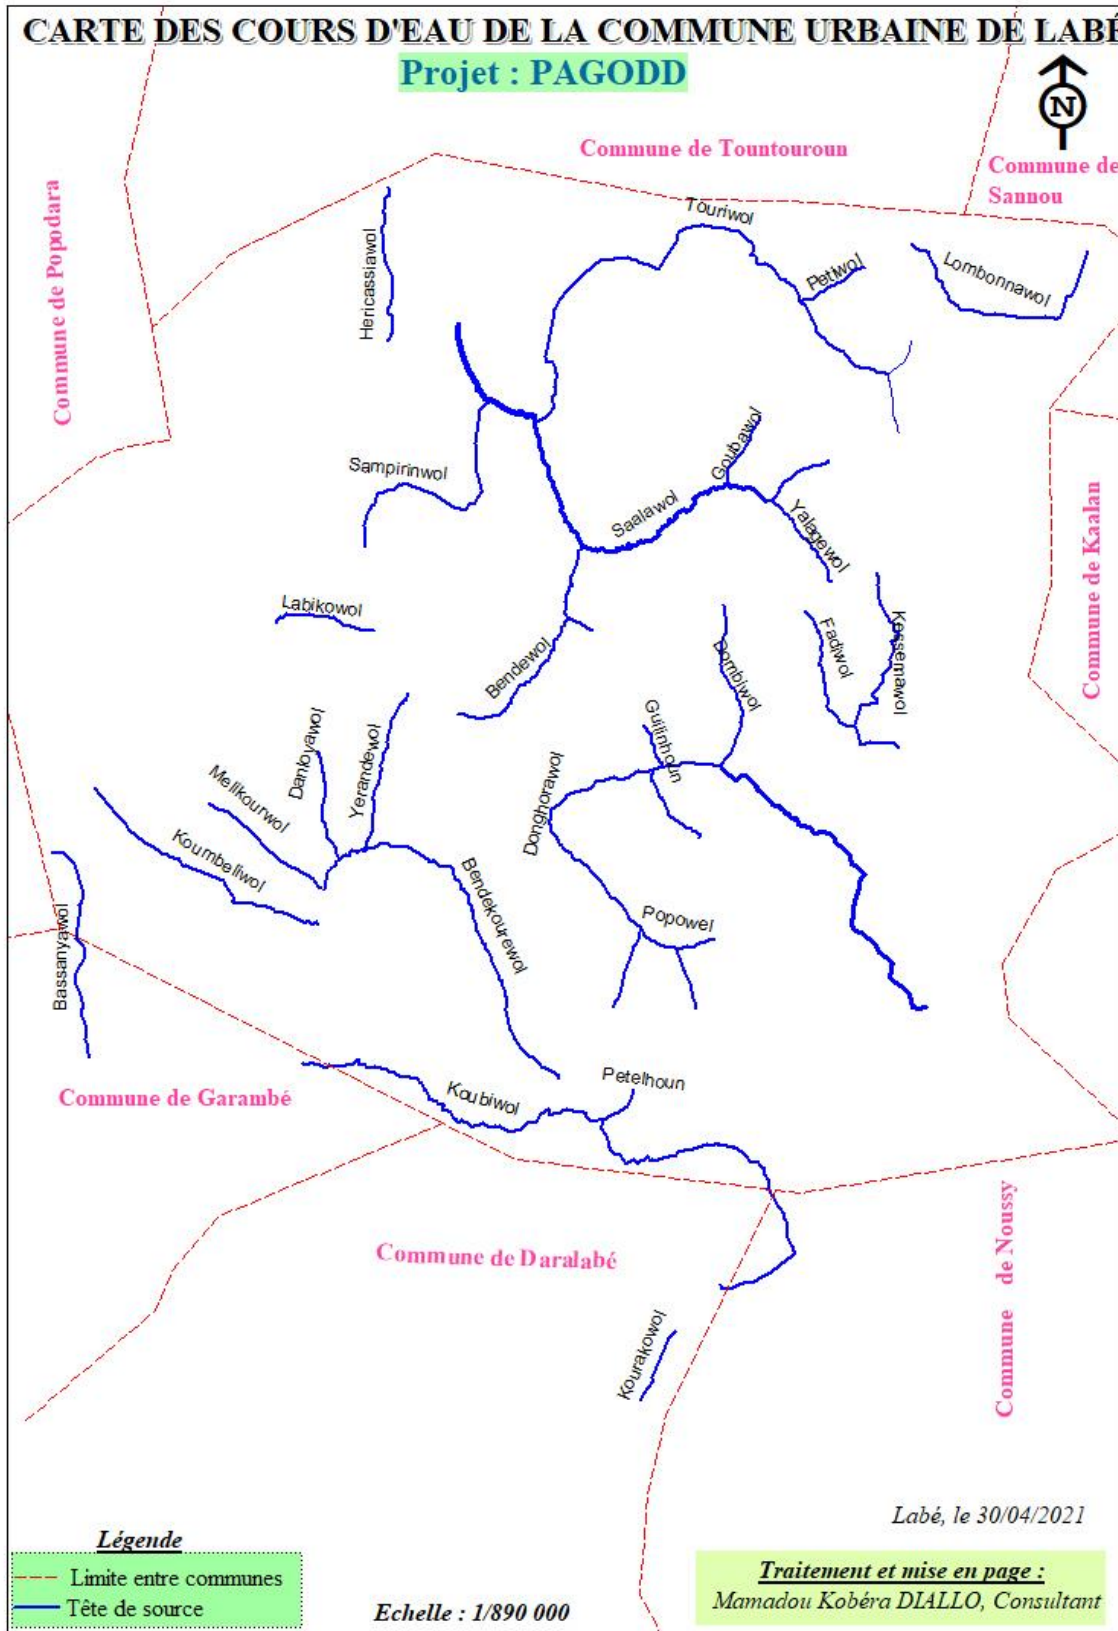 CARTE DES COURS D'EAU DE LA COMMUNE URBAINE DE LABÉ
Projet : PAGODD
N
Commune de Tountouroun
Commune de
Sannou
Commune de Popodara
Touriwol
Hericassiawol
Petiwol
Lombonnawol
Goubawol
Sampirinwol
Saalawol
Yalagewol
Commune de Kaalan
Labikowol
Bendewol
Dombiwol
Fadiwol
Kessemawol
Guilinhoun
Danloyawol
Yerandewol
Donghorawol
Mellkourwol
Koumbeliwol
Bendekourewol
Popowel
Bassanyawol
Petelhoun
Koubiwol
Commune de Garambé
Commune de Daralabé
Commune de Noussy
Kourakowol
Labé, le 30/04/2021
Légende
Limite entre communes
Tête de source
Echelle : 1/890 000
Traitement et mise en page :
Mamadou Kobéra DIALLO, Consultant